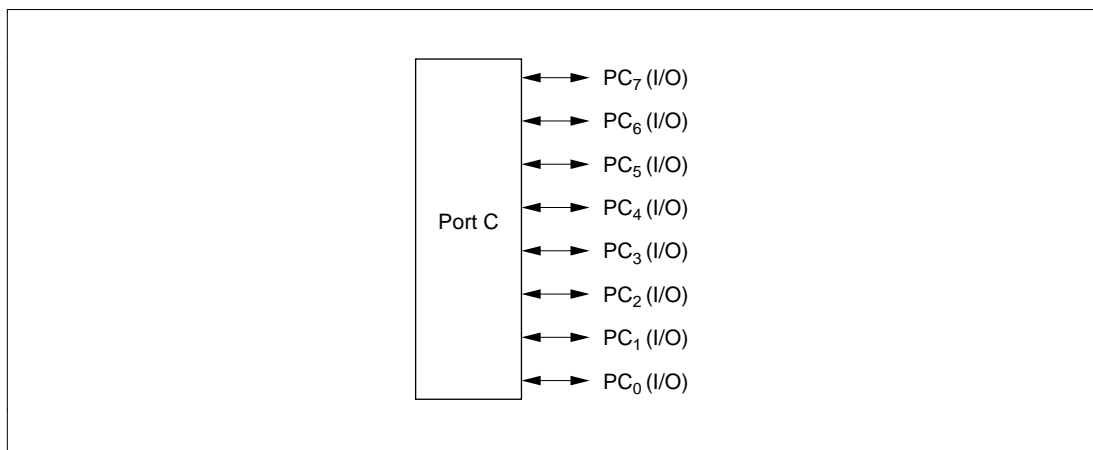 PC7 (I/O)
PC6 (I/O)
PC5 (I/O)
PC4 (I/O)
Port C
PC3 (I/O)
PC2 (I/O)
PC1 (I/O)
PC0 (I/O)